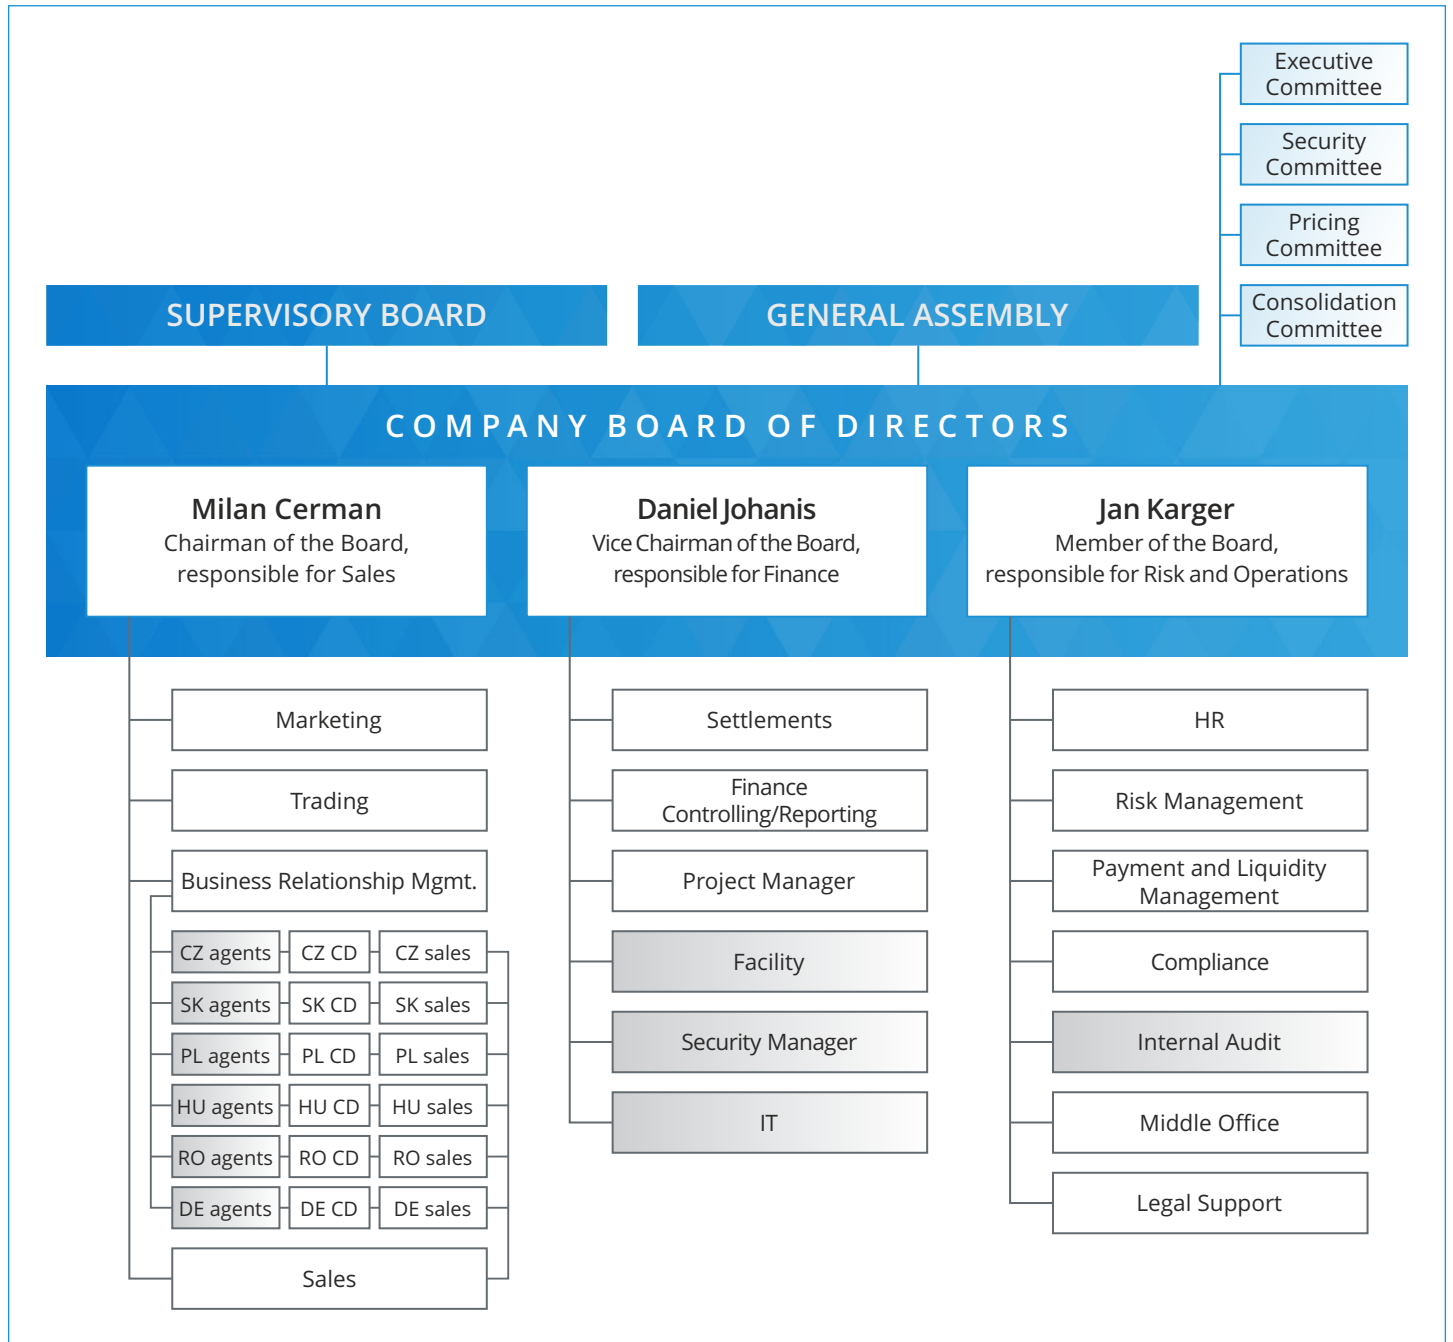 Executive
Committee
Security
Committee
Pricing
Committee
Consolidation
Committee
SUPERVISORY BOARD
GENERAL ASSEMBLY
COMPANY BOARD OF DIRECTORS
Milan Cerman
Chairman of the Board,
responsible for Sales
Daniel Johanis
Vice Chairman of the Board,
responsible for Finance
Jan Karger
Member of the Board,
responsible for Risk and Operations
Marketing
Trading
Business Relationship Mgmt.
CZ agents CZ CD CZ sales
SK agents SK CD SK sales
PL agents PL CD PL sales
HU agents HU CD HU sales
RO agents RO CD RO sales
DE agents DE CD DE sales
Sales
Settlements
Finance
Controlling/Reporting
Project Manager
Facility
Security Manager
IT
HR
Risk Management
Payment and Liquidity
Management
Compliance
Internal Audit
Middle Office
Legal Support